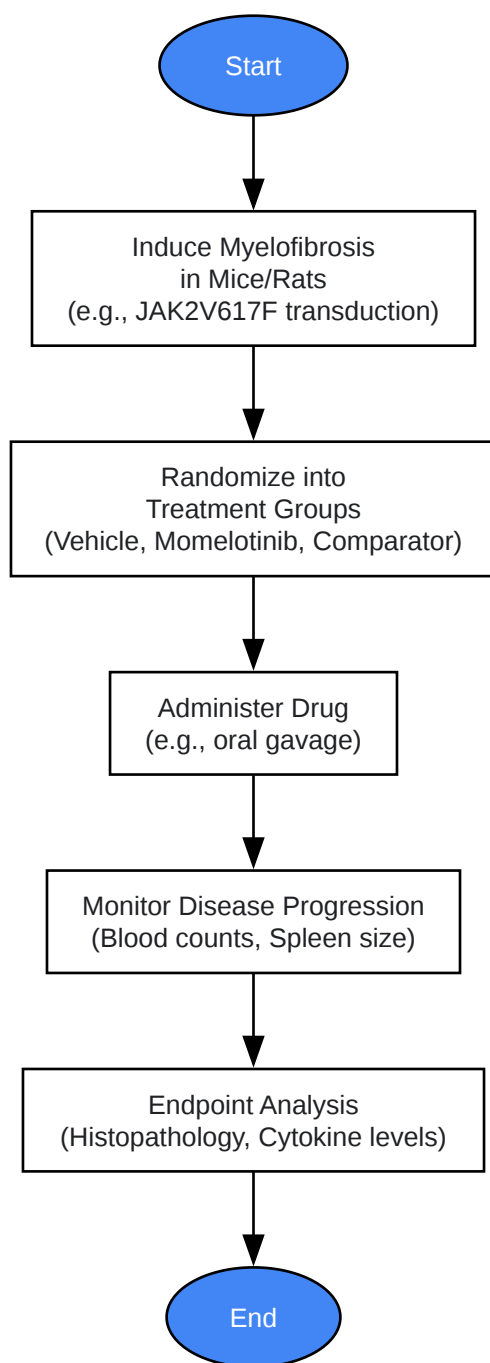 Start
Induce Myelofibrosis
in Mice/Rats
(e.g., JAK2V617F transduction)
Randomize into
Treatment Groups
(Vehicle, Momelotinib, Comparator)
Administer Drug
(e.g., oral gavage)
Monitor Disease Progression
(Blood counts, Spleen size)
Endpoint Analysis
(Histopathology, Cytokine levels)
End